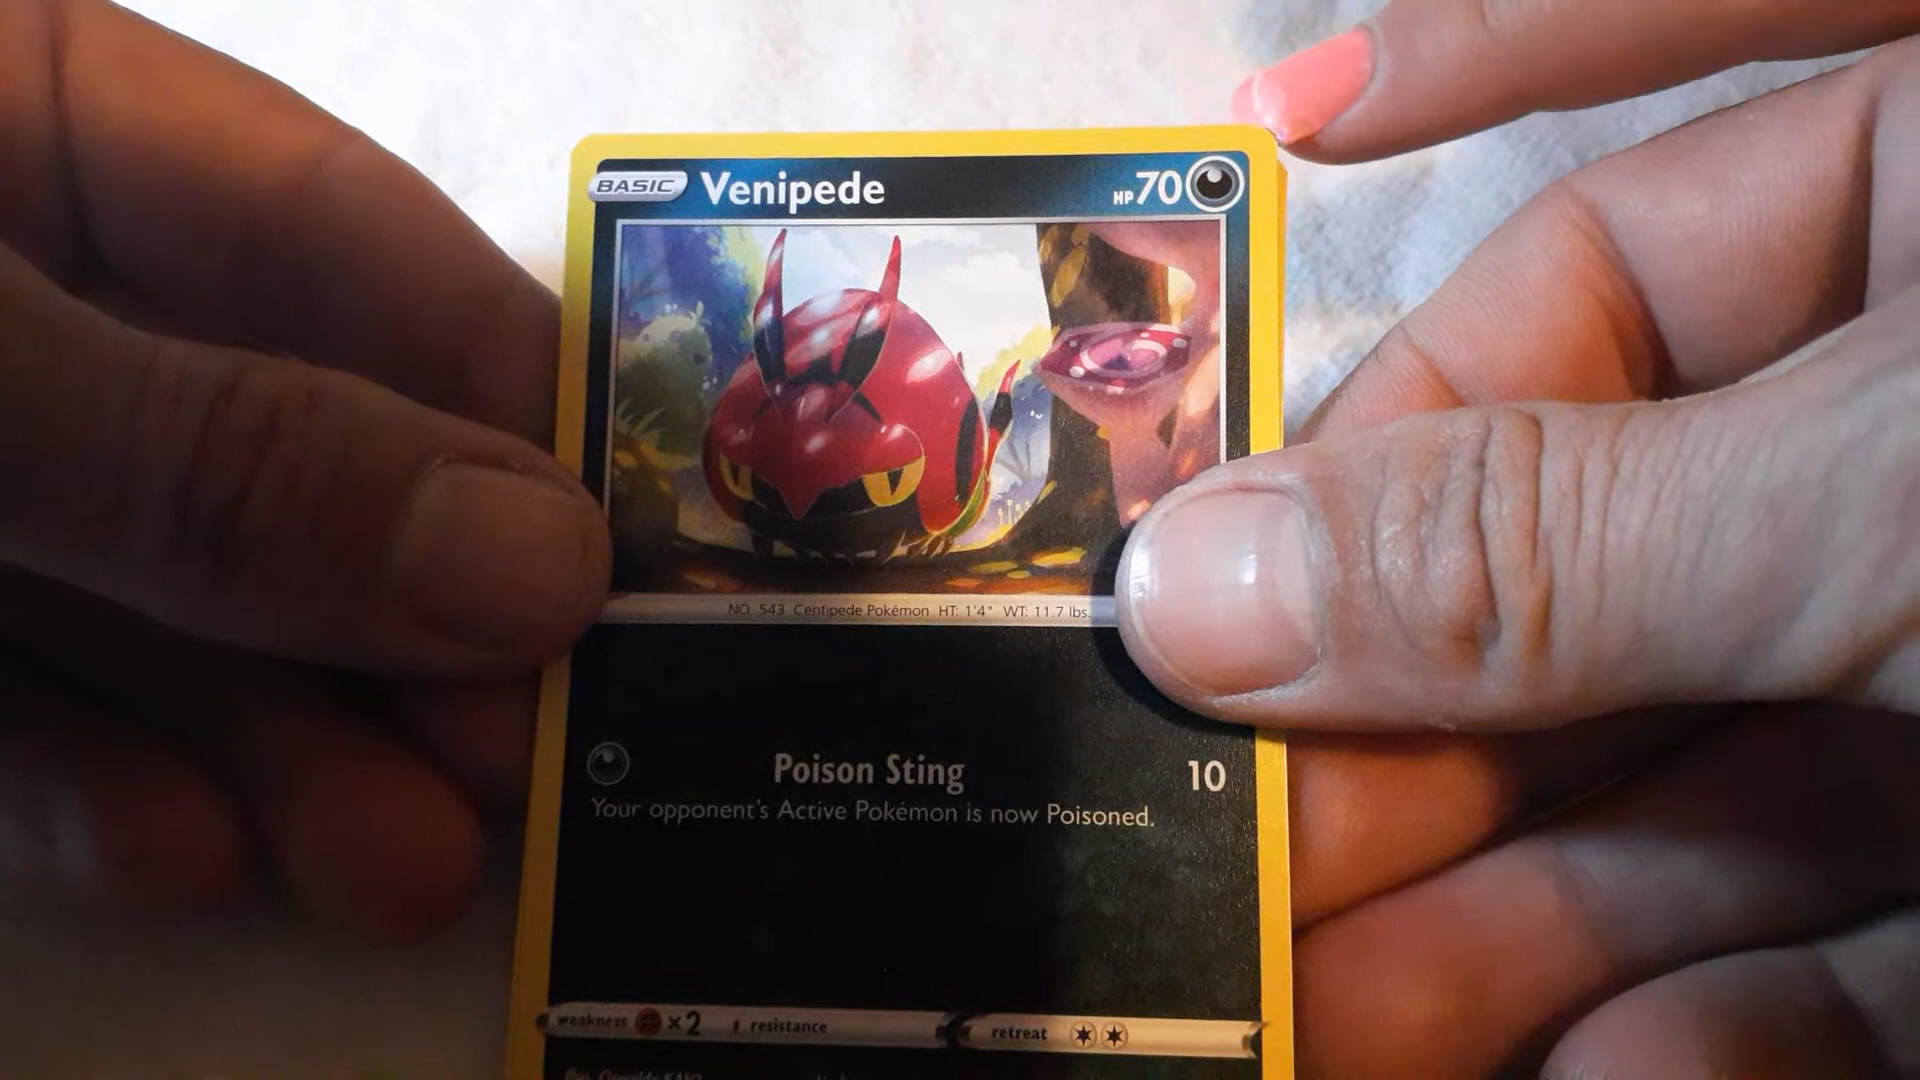 BASIC Venipede HP 70
NO. 543 Centipede Pokémon HT: 1'4" WT: 11.7 lbs.
Poison Sting 10
Your opponent's Active Pokémon is now Poisoned.
weakness ×2 resistance retreat